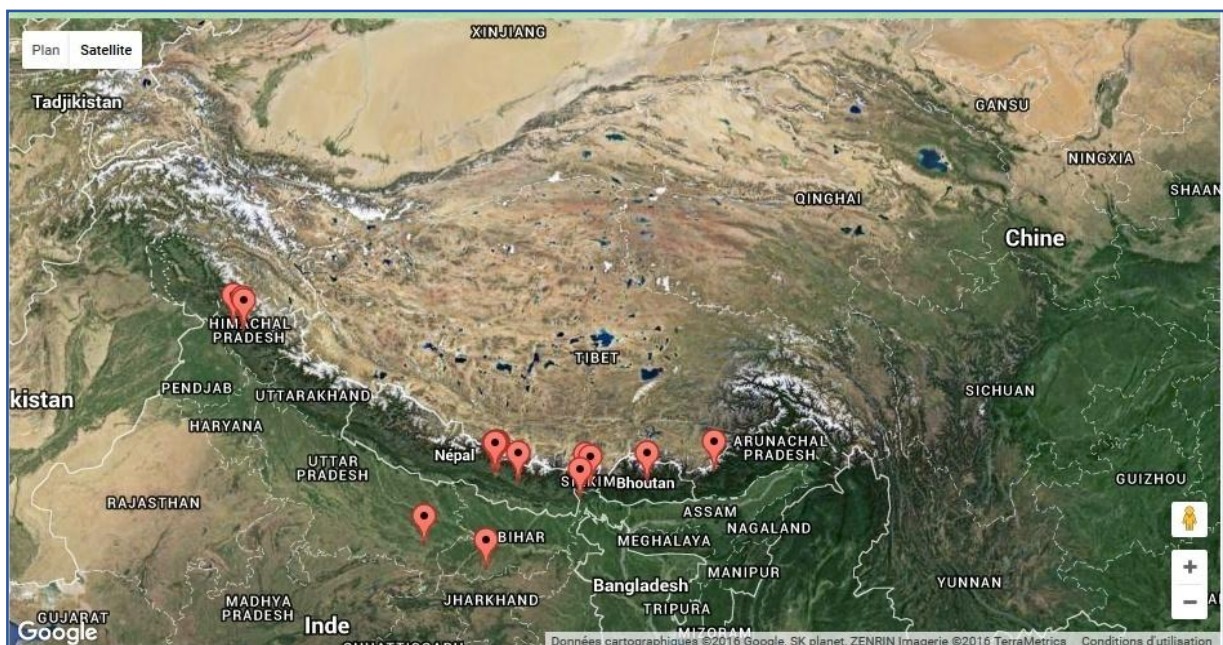 XINJIANG
Plan Satellite
Tadjikistan
GANSU
NINGXIA
SHAAN
QINGHAI
Chine
HIMACHAL
PRADESH
TIBET
PENDJAB
UTTARAKHAND
SICHUAN
kistan
HARYANA
Népal
ARUNACHAL
PRADESH
UTTAR
PRADESH
Bhoutan
GUIZHOU
RAJASTHAN
ASSAM
NAGALAND
BIHAR
MEGHALAYA
MANIPUR
Bangladesh
YUNNAN
JHARKHAND
MADHYA
PRADESH
TRIPURA
GUJARAT
Inde
MIZORAM
Google
Données cartographiques ©2016 Google, SK planet, ZENRIN Imagerie ©2016 TerraMetrics Conditions d'utilisation